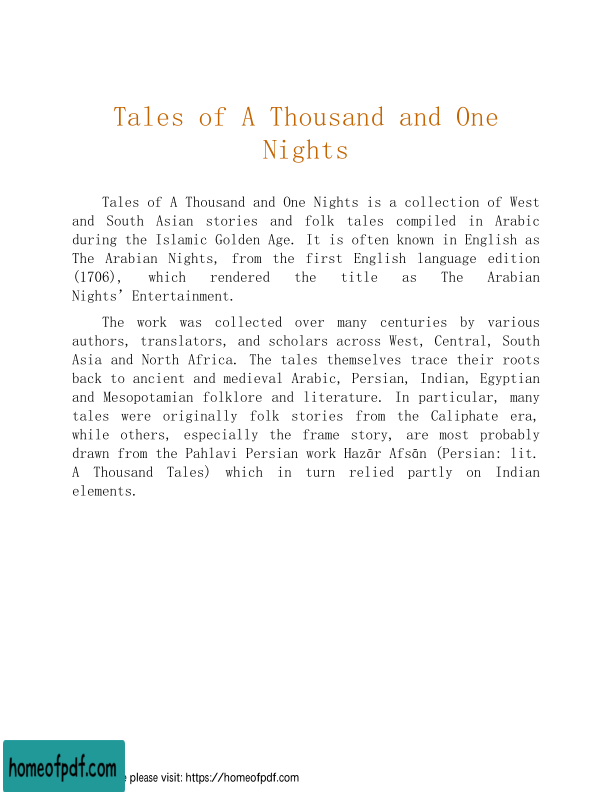 Tales of A Thousand and One
Nights
Tales of A Thousand and One Nights is a collection of West
and South Asian stories and folk tales compiled in Arabic
during the Islamic Golden Age. It is often known in English as
The Arabian Nights, from the first English language edition
(1706), which rendered the title as The Arabian
Nights’ Entertainment.
The work was collected over many centuries by various
authors, translators, and scholars across West, Central, South
Asia and North Africa. The tales themselves trace their roots
back to ancient and medieval Arabic, Persian, Indian, Egyptian
and Mesopotamian folklore and literature. In particular, many
tales were originally folk stories from the Caliphate era,
while others, especially the frame story, are most probably
drawn from the Pahlavi Persian work Hazār Afsān (Persian: lit.
A Thousand Tales) which in turn relied partly on Indian
elements.
homeofpdf.com
please visit: https://homeofpdf.com